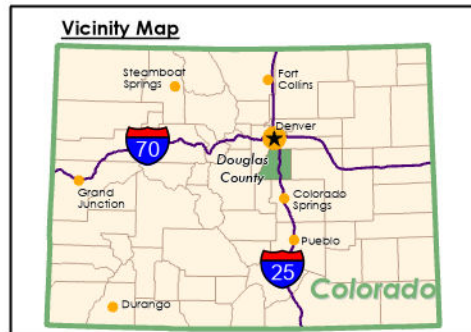 Vicinity Map
Steamboat
Springs
Fort
Collins
Denver
70
Douglas
County
Grand
Junction
Colorado
Springs
Pueblo
25
Colorado
Durango